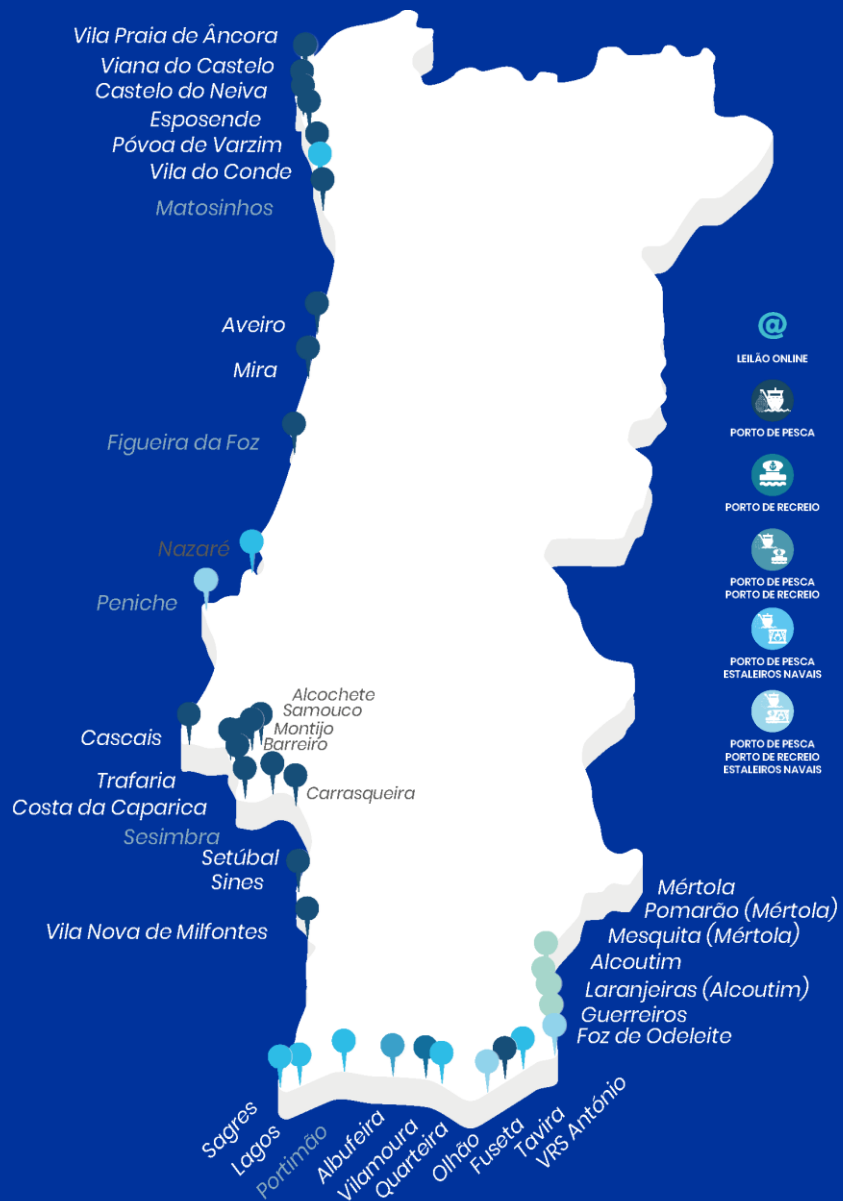 Vila Praia de Âncora
Viana do Castelo
Castelo do Neiva
Esposende
Póvoa de Varzim
Vila do Conde
Matosinhos
Aveiro
Mira
Figueira da Foz
Nazaré
Peniche
Cascais
Alcochete
Samouco
Montijo
Barreiro
Trafaria
Costa da Caparica
Carrasqueira
Sesimbra
Setúbal
Sines
Vila Nova de Milfontes
@
LEILÃO ONLINE
PORTO DE PESCA
PORTO DE RECREIO
PORTO DE PESCA
PORTO DE RECREIO
PORTO DE PESCA
ESTALEIROS NAVAIS
PORTO DE PESCA
PORTO DE RECREIO
ESTALEIROS NAVAIS
Mértola
Pomarão (Mértola)
Mesquita (Mértola)
Alcoutim
Laranjeiras (Alcoutim)
Guerreiros
Foz de Odeleite
Sagres
Lagos
Portimão
Albufeira
Vilamoura
Quarteira
Olhão
Fuseta
Tavira
VRS António